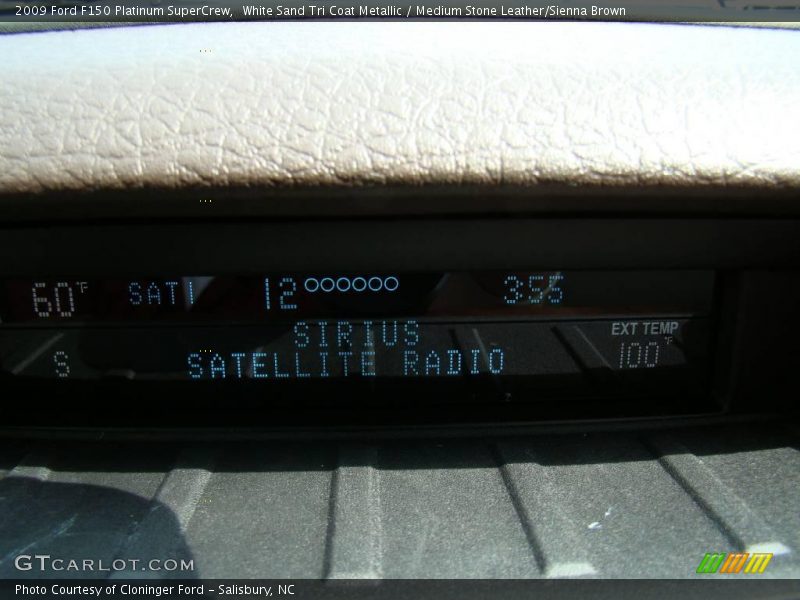 2009 Ford F150 Platinum SuperCrew,  White Sand Tri Coat Metallic / Medium Stone Leather/Sienna Brown
60°F SAT1 12 3:55
SIRIUS EXT TEMP
S SATELLITE RADIO 100°F
GTCARLOT.COM
Photo Courtesy of Cloninger Ford - Salisbury, NC